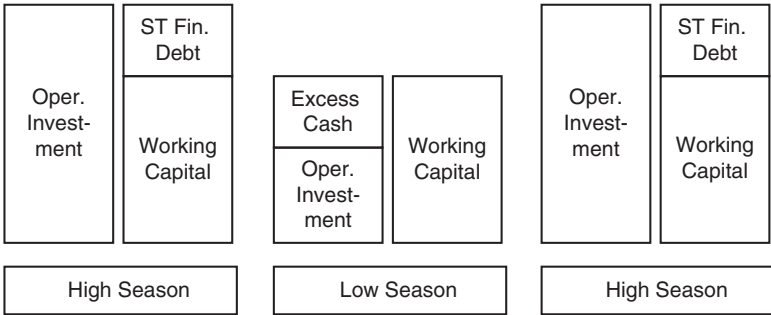 Oper.
Invest-
ment
ST Fin.
Debt
Working
Capital
High Season
Excess
Cash
Oper.
Invest-
ment
Working
Capital
Low Season
Oper.
Invest-
ment
ST Fin.
Debt
Working
Capital
High Season